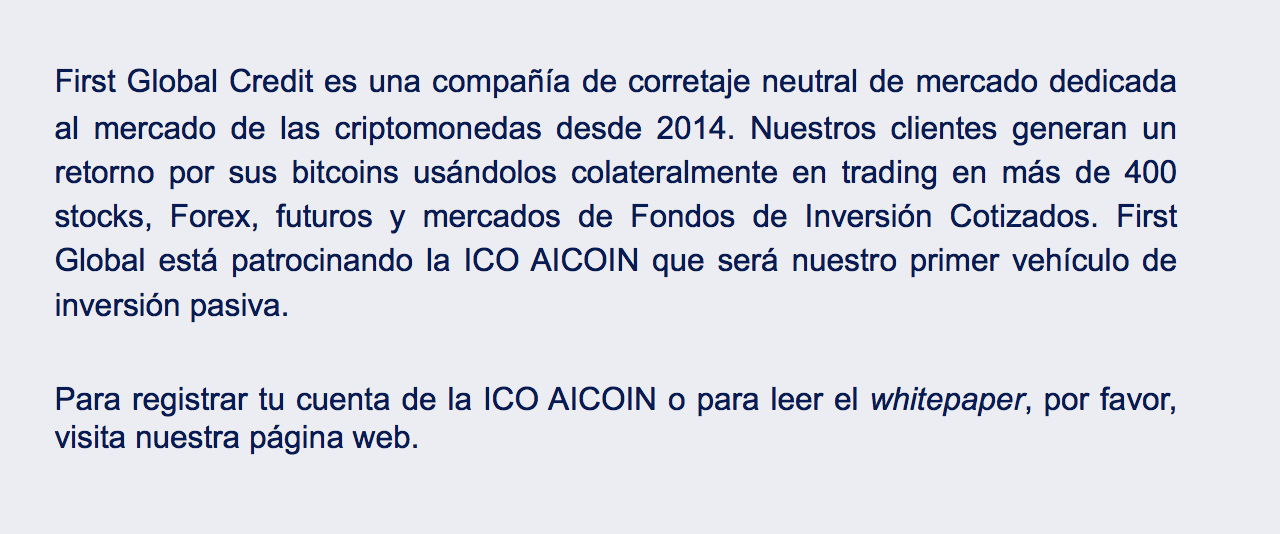 First Global Credit es una compañía de corretaje neutral de mercado dedicada
al mercado de las criptomonedas desde 2014. Nuestros clientes generan un
retorno por sus bitcoins usándolos colateralmente en trading en más de 400
stocks, Forex, futuros y mercados de Fondos de Inversión Cotizados. First
Global está patrocinando la ICO AICOIN que será nuestro primer vehículo de
inversión pasiva.
Para registrar tu cuenta de la ICO AICOIN o para leer el whitepaper, por favor,
visita nuestra página web.